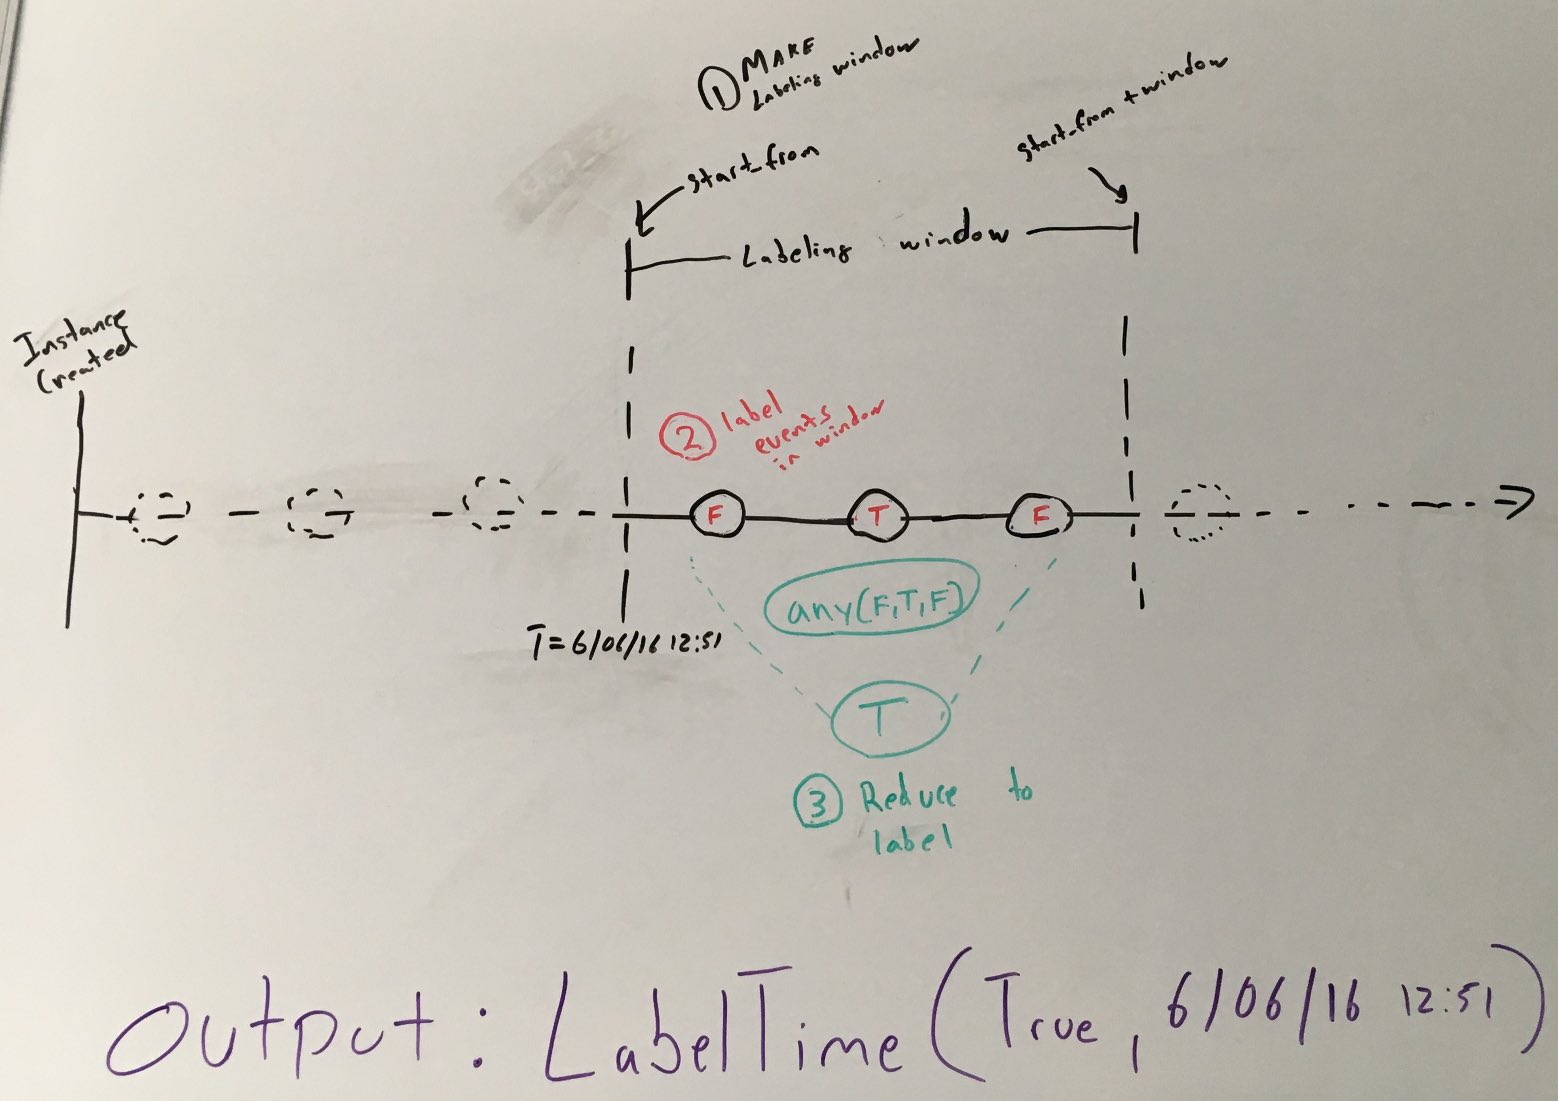 ① MAKE
Labeling window
start_from
start_from + window
Labeling window
Instance
Created
② label
events
in window
F
T
F
any(F,T,F)
T=6/06/16 12:51
T
③ Reduce to
label
Output: LabelTime(True, 6/06/16 12:51)